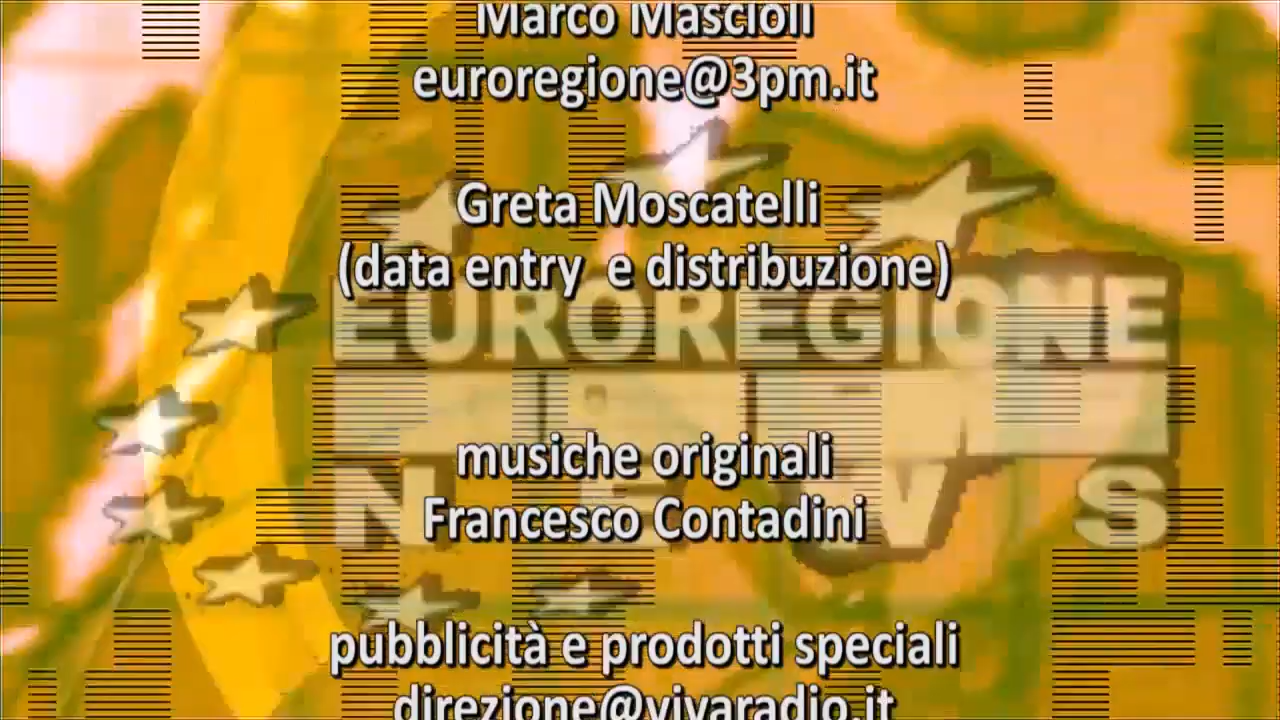 Marco Mascioli
euroregione@3pm.it
Greta Moscatelli
(data entry e distribuzione)
EUROREGIONE
NEWS
musiche originali
Francesco Contadini
pubblicità e prodotti speciali
direzione@vivaradio.it